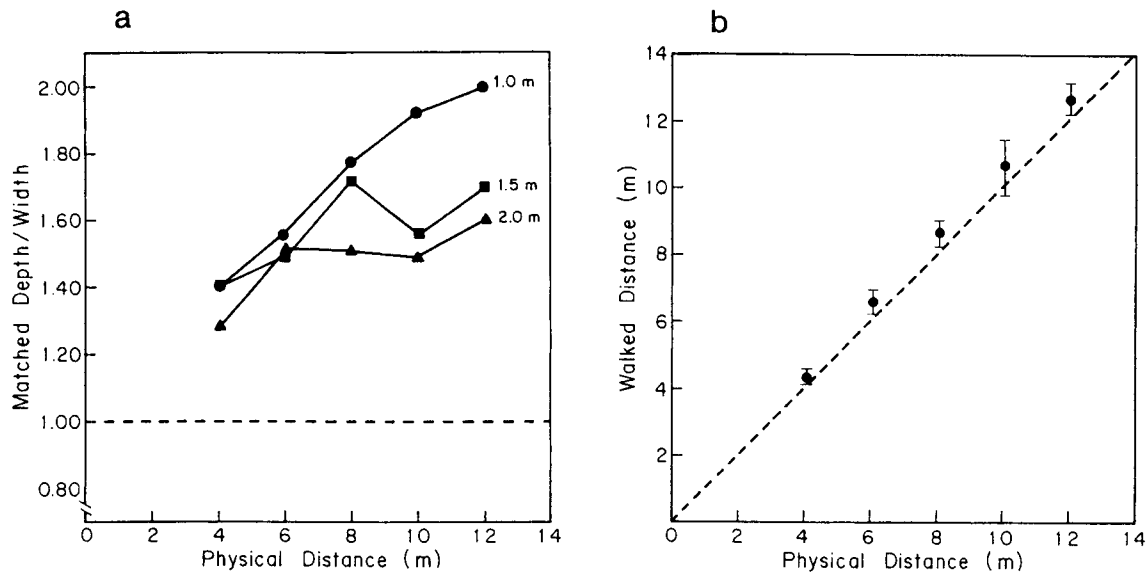 a
Matched Depth/Width
2.00
1.80
1.60
1.40
1.20
1.00
0.80
1.0 m
1.5 m
2.0 m
0 2 4 6 8 10 12 14
Physical Distance (m)
b
Walked Distance (m)
14
12
10
8
6
4
2
0 2 4 6 8 10 12 14
Physical Distance (m)